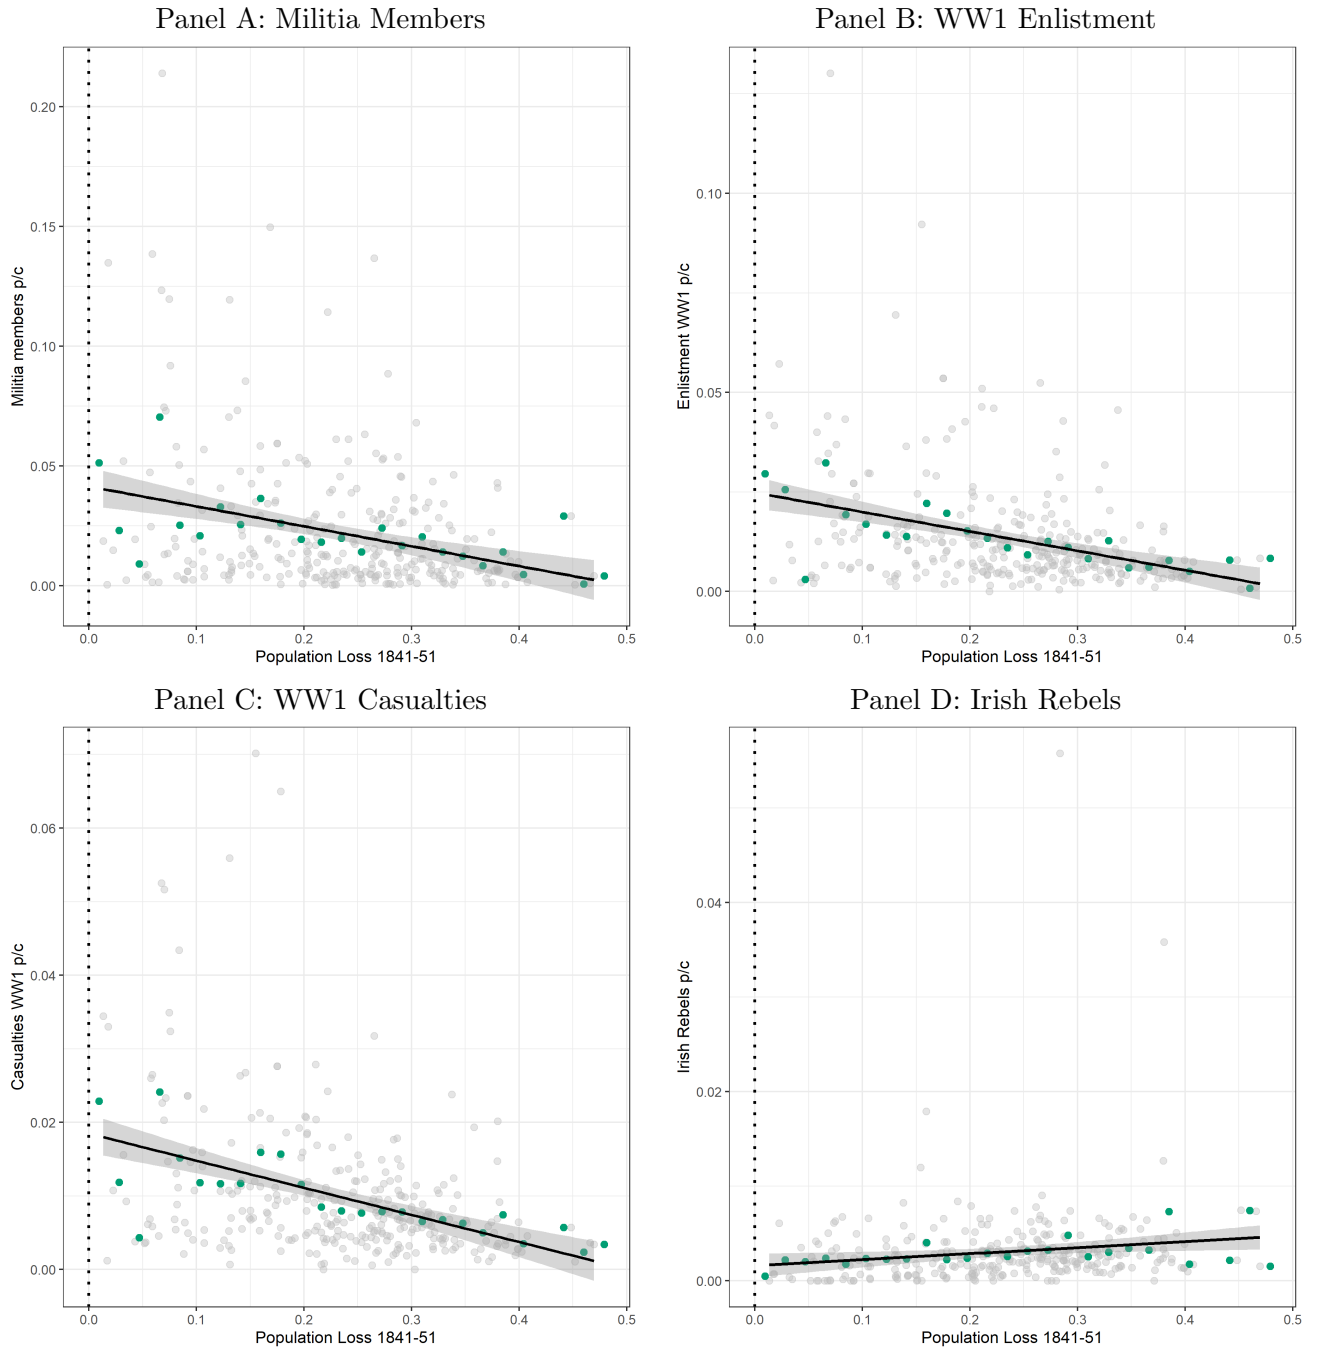 Panel A: Militia Members
Militia members p/c
0.20
0.15
0.10
0.05
0.00
0.0 0.1 0.2 0.3 0.4 0.5
Population Loss 1841-51
Panel B: WW1 Enlistment
Enlistment WW1 p/c
0.10
0.05
0.00
0.0 0.1 0.2 0.3 0.4 0.5
Population Loss 1841-51
Panel C: WW1 Casualties
Casualties WW1 p/c
0.06
0.04
0.02
0.00
0.0 0.1 0.2 0.3 0.4 0.5
Population Loss 1841-51
Panel D: Irish Rebels
Irish Rebels p/c
0.04
0.02
0.00
0.0 0.1 0.2 0.3 0.4 0.5
Population Loss 1841-51